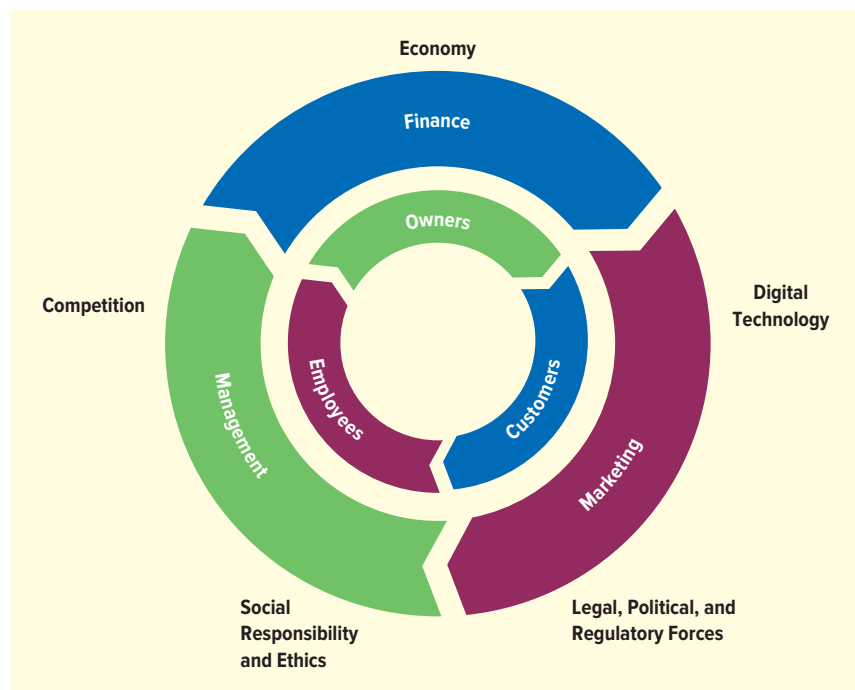 Economy
Finance
Owners
Competition
Digital
Technology
Employees
Customers
Management
Marketing
Social
Responsibility
and Ethics
Legal, Political, and
Regulatory Forces